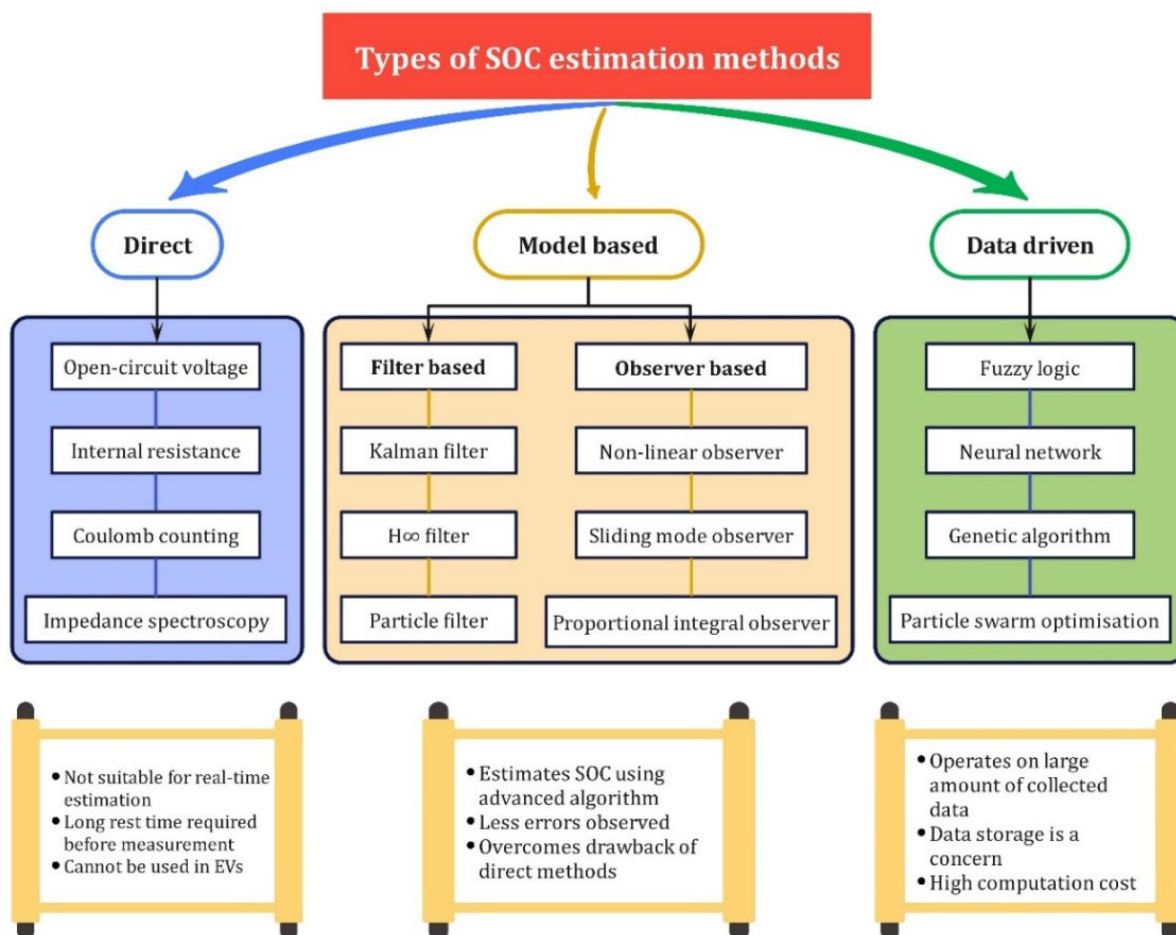 Types of SOC estimation methods
Direct
Model based
Data driven
Open-circuit voltage
Internal resistance
Coulomb counting
Impedance spectroscopy
Filter based
Kalman filter
H∞ filter
Particle filter
Observer based
Non-linear observer
Sliding mode observer
Proportional integral observer
Fuzzy logic
Neural network
Genetic algorithm
Particle swarm optimisation
• Not suitable for real-time
estimation
• Long rest time required
before measurement
• Cannot be used in EVs
• Estimates SOC using
advanced algorithm
• Less errors observed
• Overcomes drawback of
direct methods
• Operates on large
amount of collected
data
• Data storage is a
concern
• High computation cost